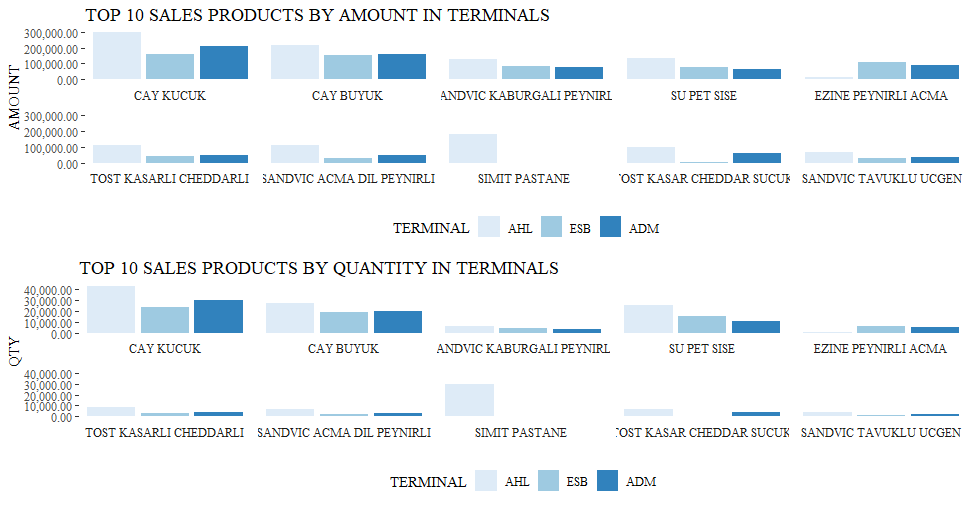 TOP 10 SALES PRODUCTS BY AMOUNT IN TERMINALS
AMOUNT
300,000.00
200,000.00
100,000.00
0.00
CAY KUCUK CAY BUYUK ANDVIC KABURGALI PEYNIRL SU PET SISE EZINE PEYNIRLI ACMA
300,000.00
200,000.00
100,000.00
0.00
TOST KASARLI CHEDDARLI SANDVIC ACMA DIL PEYNIRLI SIMIT PASTANE OST KASAR CHEDDAR SUCUK SANDVIC TAVUKLU UCGEN
TERMINAL AHL ESB ADM
TOP 10 SALES PRODUCTS BY QUANTITY IN TERMINALS
QTY
40,000.00
30,000.00
20,000.00
10,000.00
0.00
CAY KUCUK CAY BUYUK ANDVIC KABURGALI PEYNIRL SU PET SISE EZINE PEYNIRLI ACMA
40,000.00
30,000.00
20,000.00
10,000.00
0.00
TOST KASARLI CHEDDARLI SANDVIC ACMA DIL PEYNIRLI SIMIT PASTANE OST KASAR CHEDDAR SUCUK SANDVIC TAVUKLU UCGEN
TERMINAL AHL ESB ADM